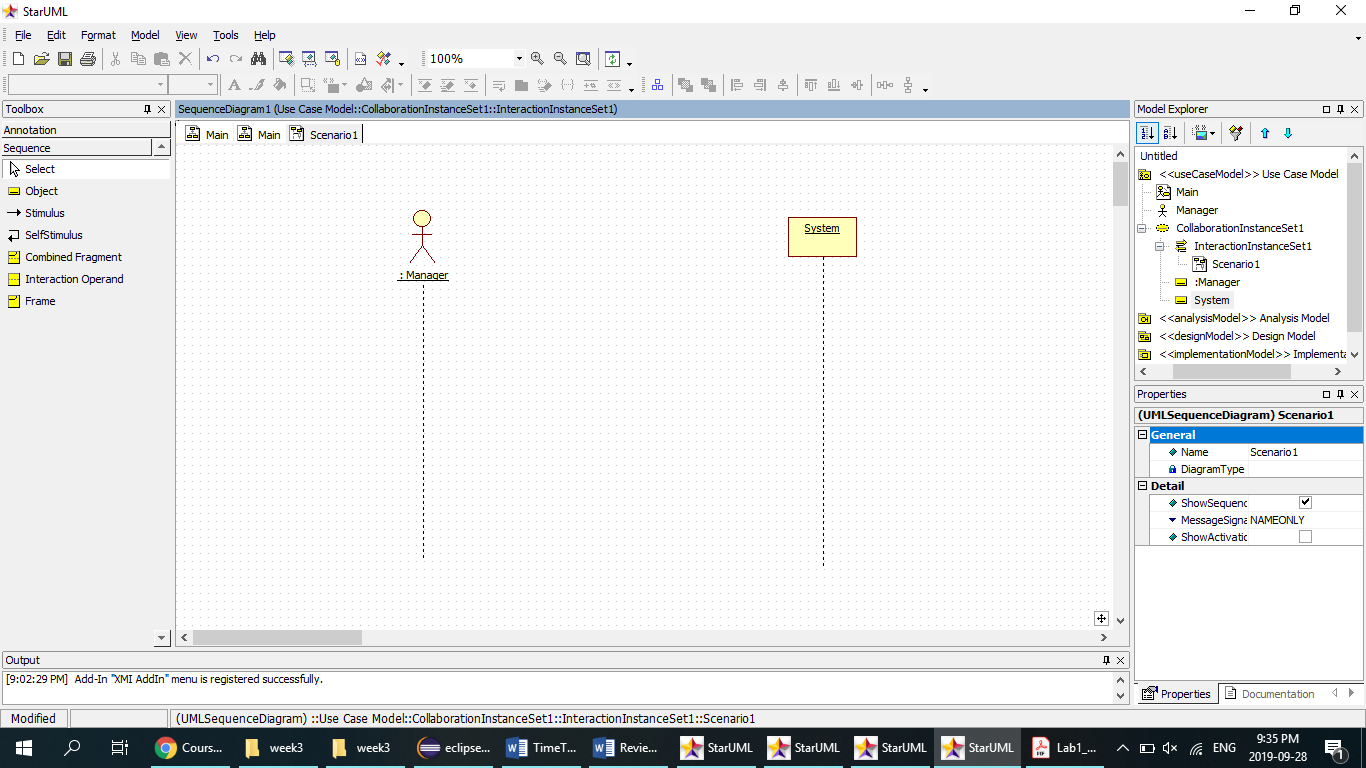 StarUML
File Edit Format Model View Tools Help
100%
Toolbox
Annotation
Sequence
Select
Object
Stimulus
SelfStimulus
Combined Fragment
Interaction Operand
Frame
SequenceDiagram1 (Use Case Model::CollaborationInstanceSet1::InteractionInstanceSet1)
Main Main Scenario1
: Manager
System
Model Explorer
Untitled
<<useCaseModel>> Use Case Model
Main
Manager
CollaborationInstanceSet1
InteractionInstanceSet1
Scenario1
:Manager
System
<<analysisModel>> Analysis Model
<<designModel>> Design Model
<<implementationModel>> Implementa
Properties
(UMLSequenceDiagram) Scenario1
General
Name Scenario1
DiagramType
Detail
ShowSequenc
MessageSigna NAMEONLY
ShowActivatic
Properties Documentation
Output
[9:02:29 PM] Add-In "XMI AddIn" menu is registered successfully.
Modified (UMLSequenceDiagram) ::Use Case Model::CollaborationInstanceSet1::InteractionInstanceSet1::Scenario1
Cours... week3 week3 eclipse... TimeT... Revie... StarUML StarUML StarUML StarUML Lab1_... ENG
9:35 PM
2019-09-28
1